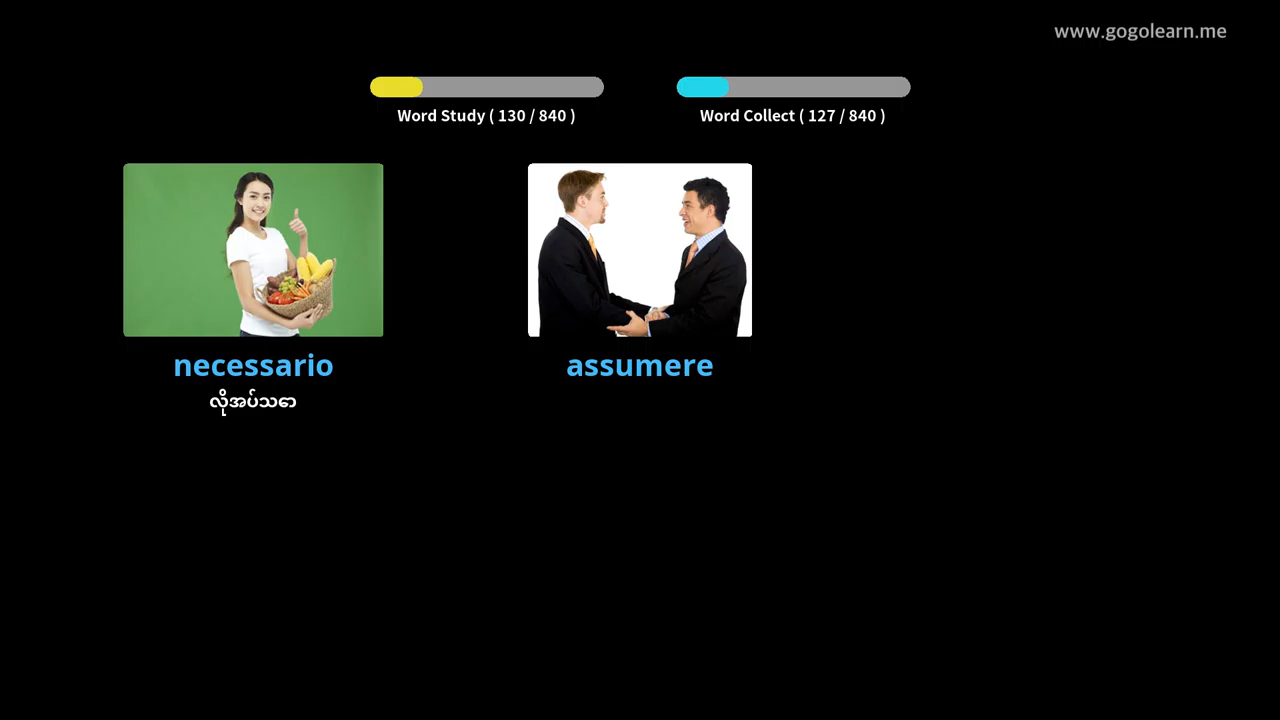 www.gogolearn.me
Word Study ( 130 / 840 )
Word Collect ( 127 / 840 )
necessario
လိုအပ်သော
assumere